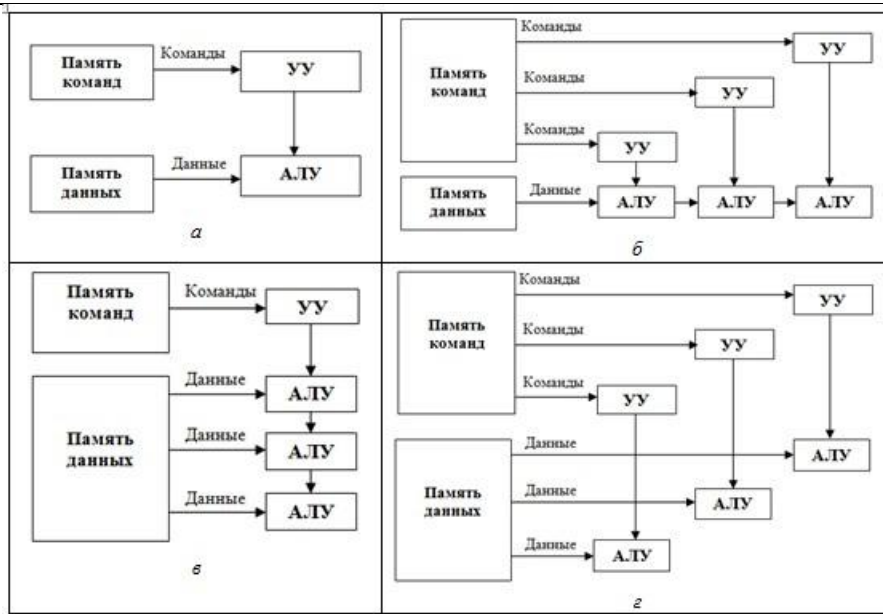 Память
команд
Команды
УУ
Память
данных
Данные
АЛУ
а
Память
команд
Команды
УУ
Команды
УУ
Команды
УУ
Память
данных
Данные
АЛУ
АЛУ
АЛУ
б
Память
команд
Команды
УУ
Память
данных
Данные
АЛУ
Данные
АЛУ
Данные
АЛУ
в
Память
команд
Команды
УУ
Команды
УУ
Команды
УУ
Память
данных
Данные
АЛУ
Данные
АЛУ
Данные
АЛУ
г